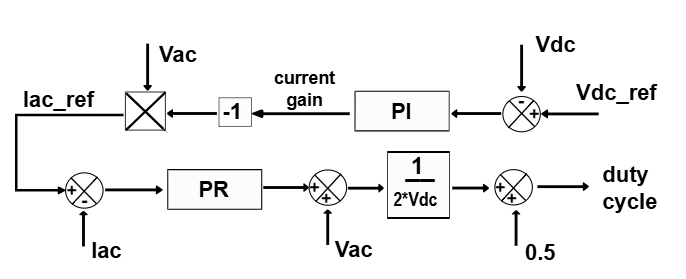 Vac
Vdc
Iac_ref
current
gain
Vdc_ref
-1
PI
-
+
+
-
PR
+
+
1
2*Vdc
+
+
duty
cycle
Iac
Vac
0.5